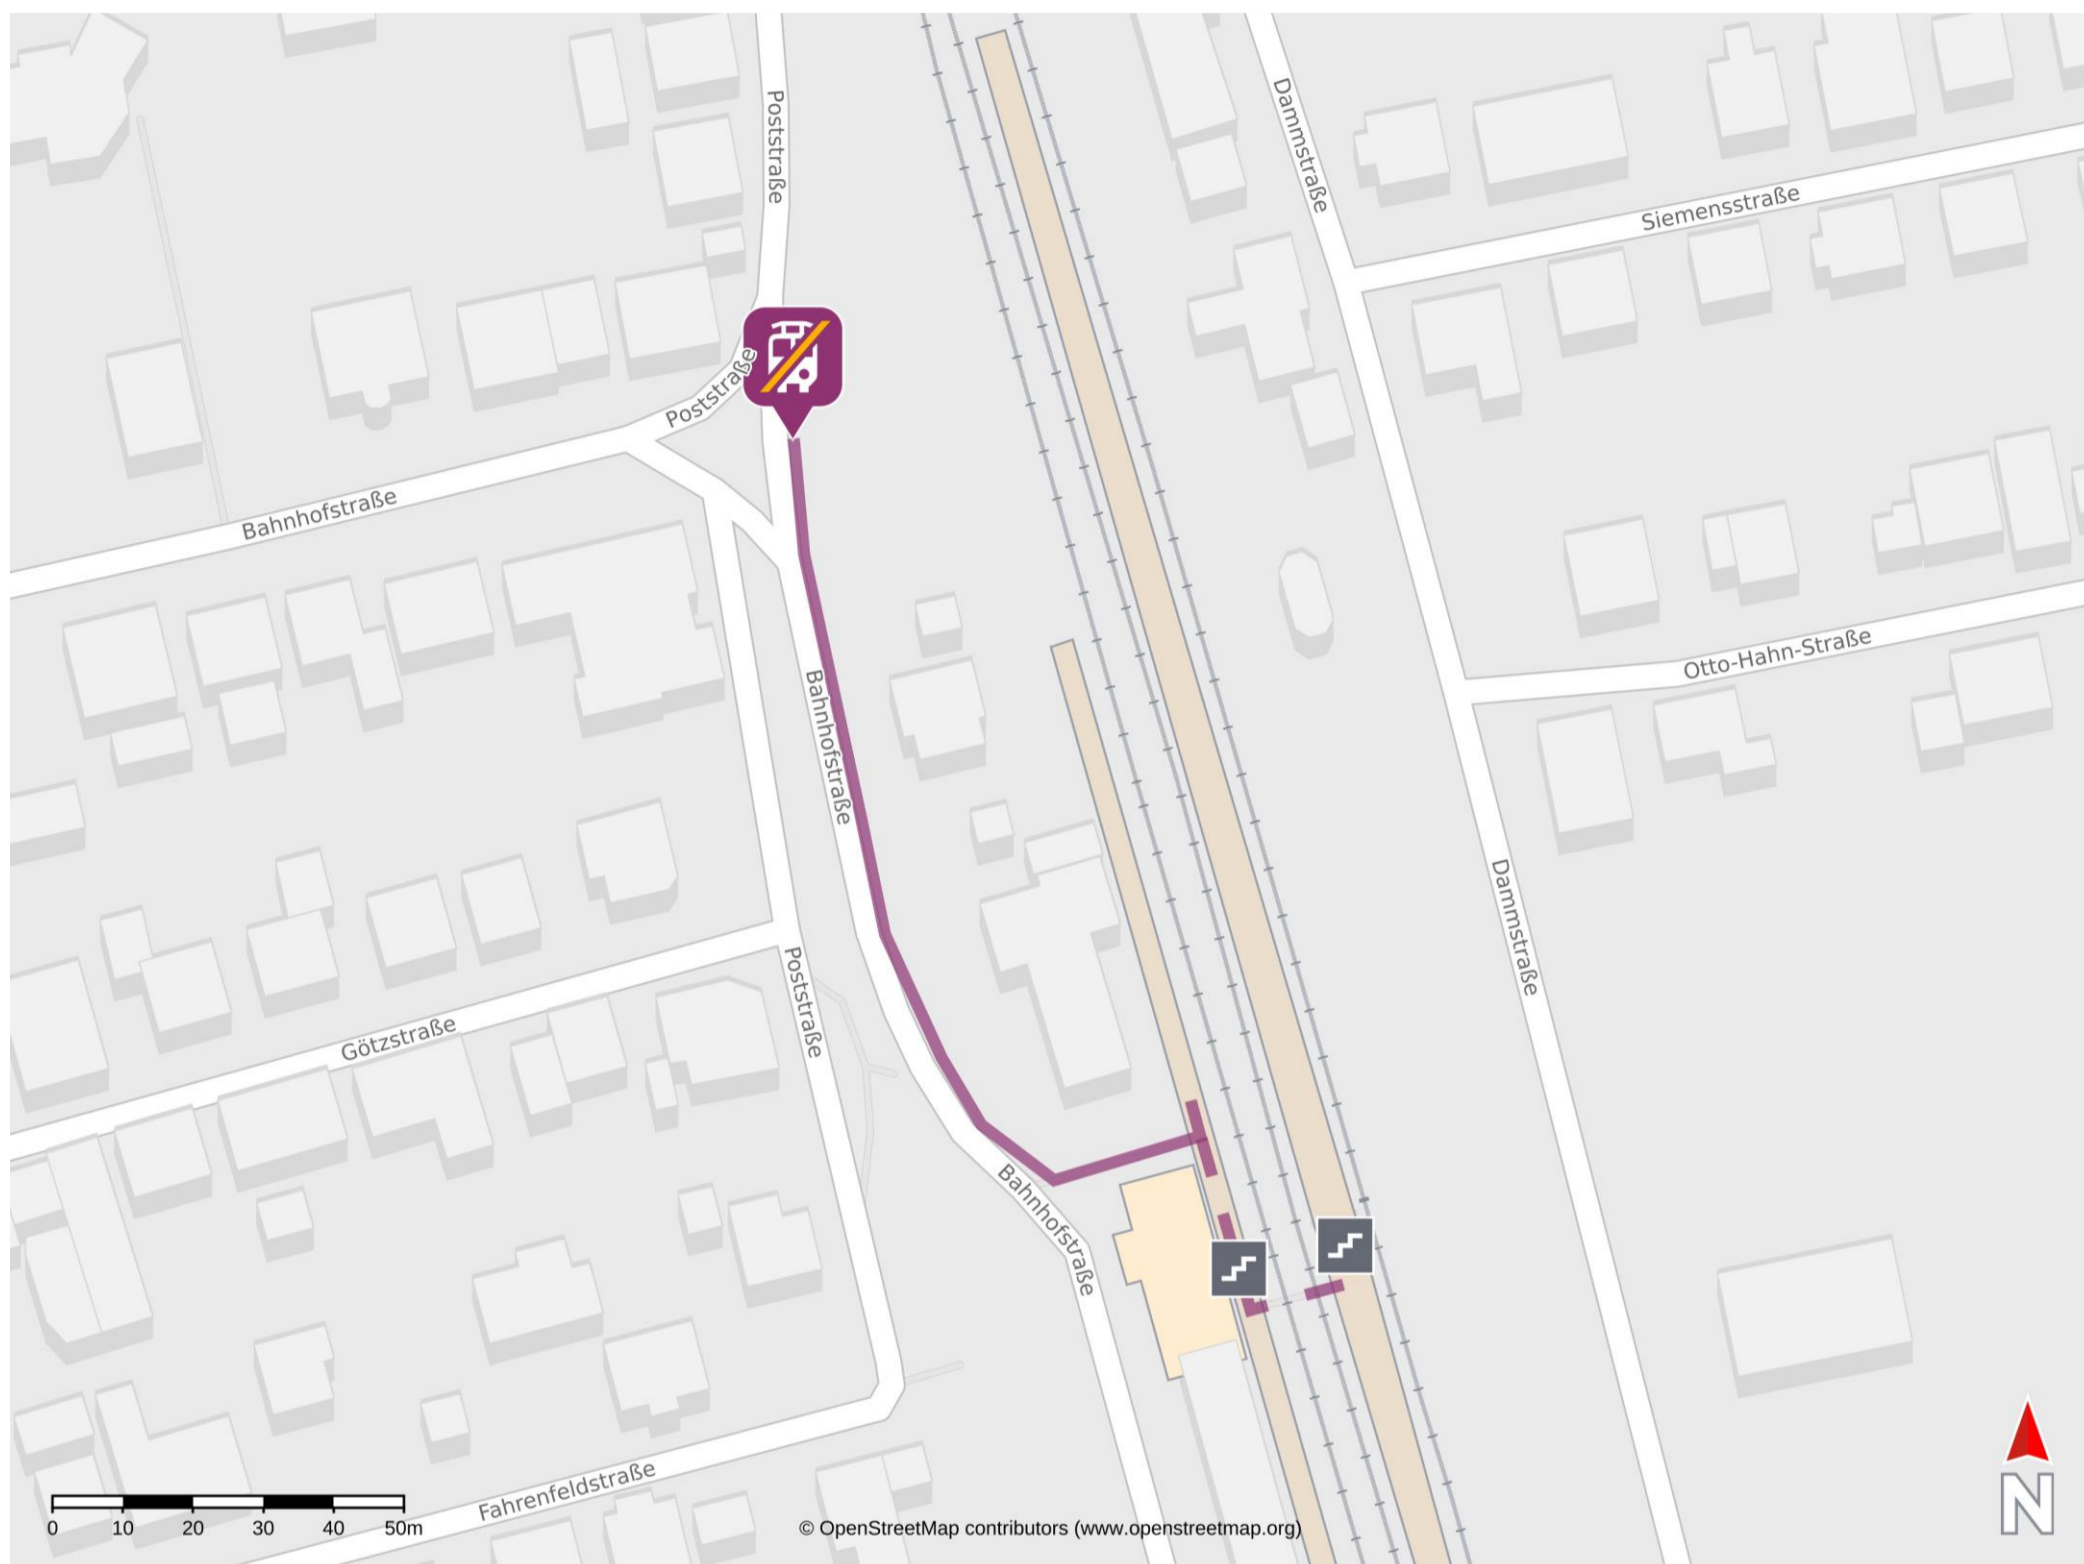 Poststraße
Dammstraße
Siemensstraße
Poststraße
Bahnhofstraße
Otto-Hahn-Straße
Bahnhofstraße
Dammstraße
Poststraße
Götzstraße
Bahnhofstraße
Fahrenfeldstraße
N
0 10 20 30 40 50m
© OpenStreetMap contributors (www.openstreetmap.org)